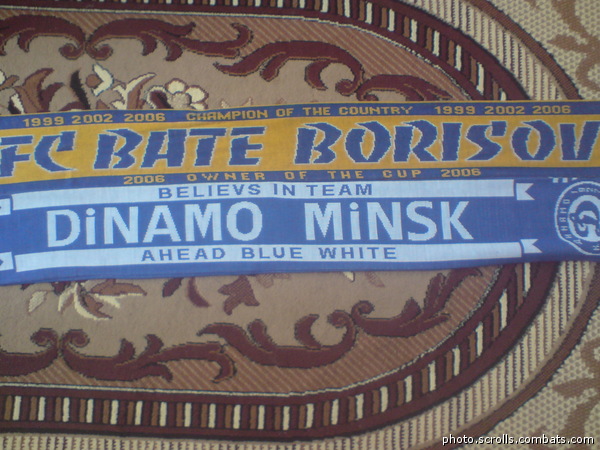 1999 2002 2006 CHAMPION OF THE COUNTRY 1999 2002 2006
FC BATE BORISOV
2006 OWNER OF THE CUP 2006
BELIEVS IN TEAM
DiNAMO MiNSK
AHEAD BLUE WHITE
DINAMO
photo.scrolls.combats.com